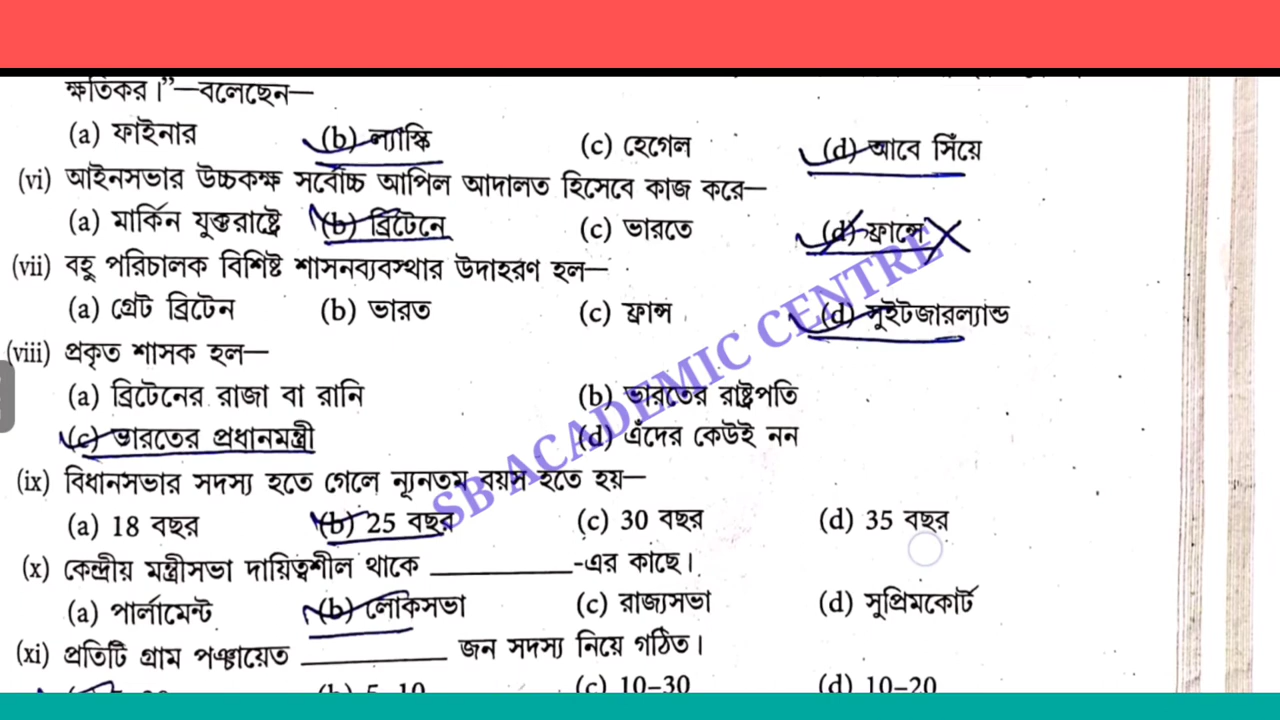 ক্ষতিকর।”—বলেছেন—
(a) ফাইনার (b) ল্যাস্কি (c) হেগেল (d) আবে সিঁয়ে
(vi) আইনসভার উচ্চকক্ষ সর্বোচ্চ আপিল আদালত হিসেবে কাজ করে—
(a) মার্কিন যুক্তরাষ্ট্রে (b) ব্রিটেনে (c) ভারতে (d) ফ্রান্সে
(vii) বহু পরিচালক বিশিষ্ট শাসনব্যবস্থার উদাহরণ হল—
(a) গ্রেট ব্রিটেন (b) ভারত (c) ফ্রান্স (d) সুইটজারল্যান্ড
(viii) প্রকৃত শাসক হল—
(a) ব্রিটেনের রাজা বা রানি (b) ভারতের রাষ্ট্রপতি
(c) ভারতের প্রধানমন্ত্রী (d) এঁদের কেউই নন
(ix) বিধানসভার সদস্য হতে গেলে ন্যূনতম বয়স হতে হয়—
(a) 18 বছর (b) 25 বছর (c) 30 বছর (d) 35 বছর
(x) কেন্দ্রীয় মন্ত্রীসভা দায়িত্বশীল থাকে ___________-এর কাছে।
(a) পার্লামেন্ট (b) লোকসভা (c) রাজ্যসভা (d) সুপ্রিমকোর্ট
(xi) প্রতিটি গ্রাম পঞ্চায়েত ___________ জন সদস্য নিয়ে গঠিত।
(b) 5–10 (c) 10–30 (d) 10–20
SB ACADEMIC CENTRE